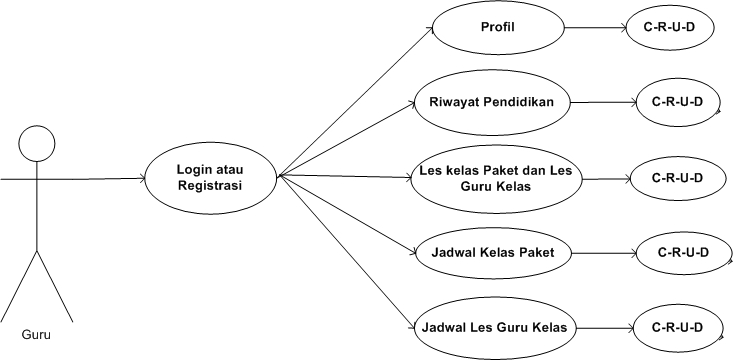 Profil
C-R-U-D
Riwayat Pendidikan
C-R-U-D
Login atau
Registrasi
Les kelas Paket dan Les
Guru Kelas
C-R-U-D
Jadwal Kelas Paket
C-R-U-D
Jadwal Les Guru Kelas
C-R-U-D
Guru